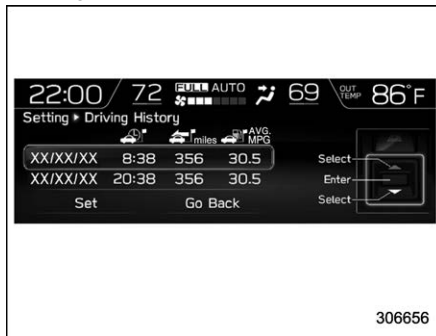 22:00 72 FULL AUTO 69 OUT TEMP 86°F
Setting ▸ Driving History
miles AVG. MPG
XX/XX/XX 8:38 356 30.5
XX/XX/XX 20:38 356 30.5
Set Go Back
Select
Enter
Select
306656